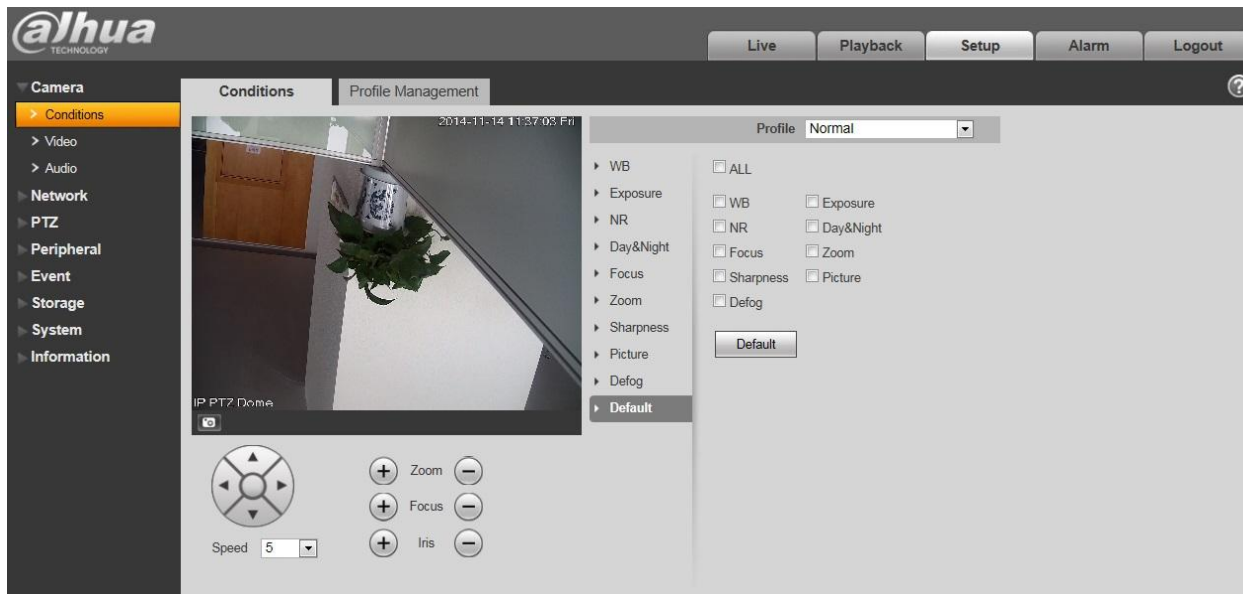 alhua
TECHNOLOGY
Live Playback Setup Alarm Logout
Camera
Conditions
Video
Audio
Network
PTZ
Peripheral
Event
Storage
System
Information
Conditions Profile Management
2014-11-14 11:37:03 Fri
IP PTZ Dome
Speed 5
Zoom
Focus
Iris
Profile Normal
WB
Exposure
NR
Day&Night
Focus
Zoom
Sharpness
Picture
Defog
Default
ALL
WB Exposure
NR Day&Night
Focus Zoom
Sharpness Picture
Defog
Default